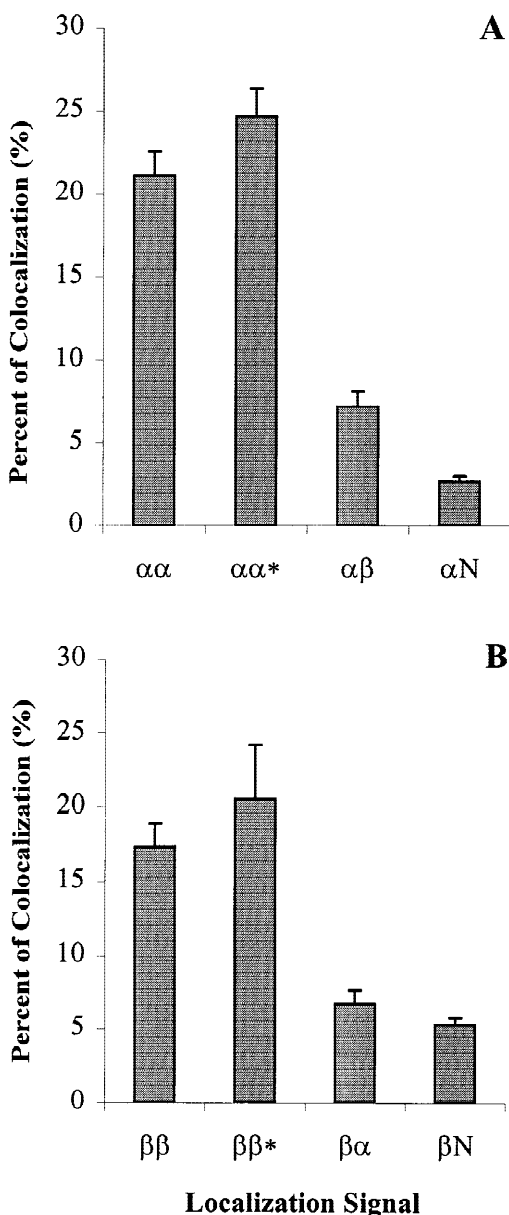 A
30
25
20
15
10
5
0
Percent of Colocalization (%)
αα αα* αβ αN
B
30
25
20
15
10
5
0
Percent of Colocalization (%)
ββ ββ* βα βN
Localization Signal